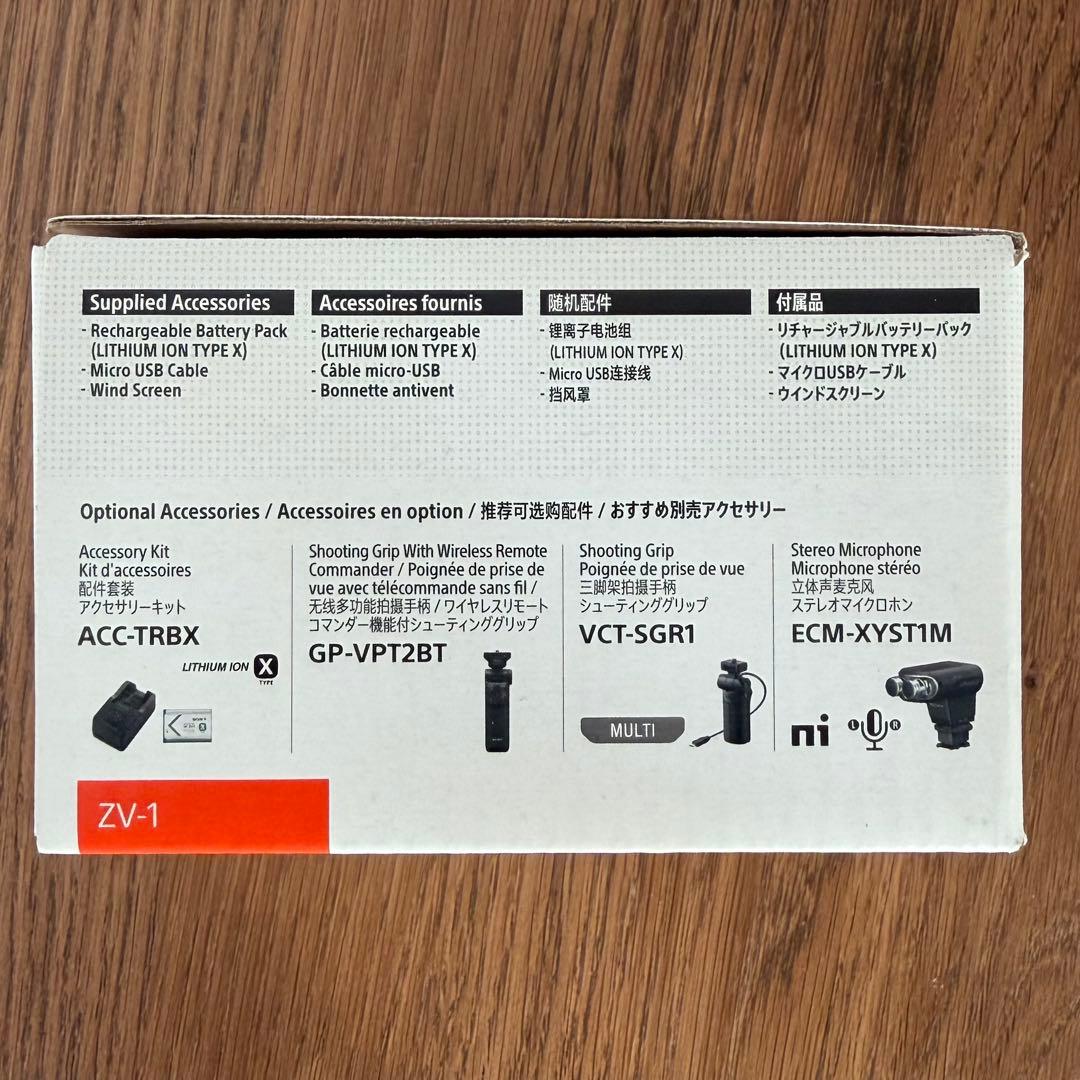 Supplied Accessories
- Rechargeable Battery Pack
(LITHIUM ION TYPE X)
- Micro USB Cable
- Wind Screen
Accessoires fournis
- Batterie rechargeable
(LITHIUM ION TYPE X)
- Câble micro-USB
- Bonnette antivent
随机配件
- 锂离子电池组
(LITHIUM ION TYPE X)
- Micro USB连接线
- 挡风罩
付属品
- リチャージャブルバッテリーパック
(LITHIUM ION TYPE X)
- マイクロUSBケーブル
- ウインドスクリーン
Optional Accessories / Accessoires en option / 推荐可选购配件 / おすすめ別売アクセサリー
Accessory Kit
Kit d'accessoires
配件套装
アクセサリーキット
ACC-TRBX
LITHIUM ION X
TYPE
SONY
Shooting Grip With Wireless Remote
Commander / Poignée de prise de
vue avec télécommande sans fil /
无线多功能拍摄手柄 / ワイヤレスリモート
コマンダー機能付シューティンググリップ
GP-VPT2BT
Shooting Grip
Poignée de prise de vue
三脚架拍摄手柄
シューティンググリップ
VCT-SGR1
MULTI
Stereo Microphone
Microphone stéréo
立体声麦克风
ステレオマイクロホン
ECM-XYST1M
mi
L R
ZV-1